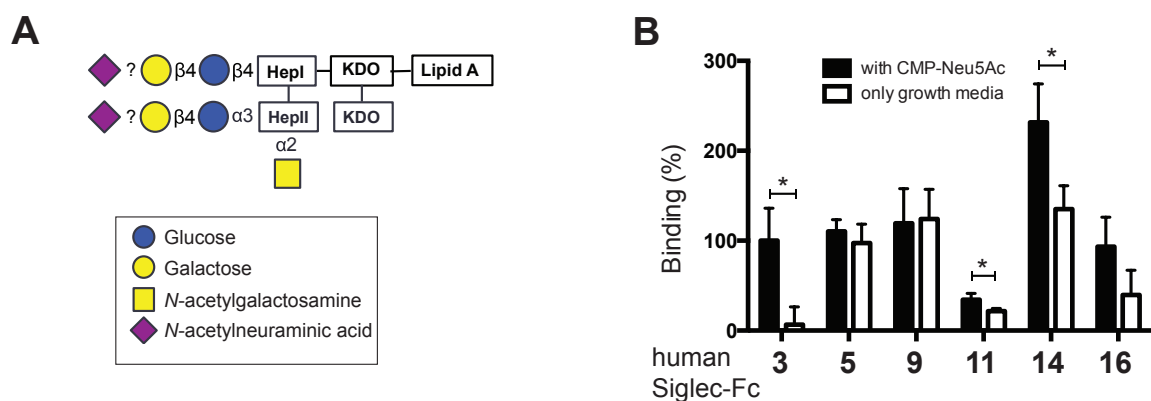 A
? β4 β4 HepI KDO Lipid A
? β4 α3 HepII KDO
α2
Glucose
Galactose
N-acetylgalactosamine
N-acetylneuraminic acid
B
with CMP-Neu5Ac
only growth media
Binding (%)
300
200
100
0
* * * 
human Siglec-Fc
3 5 9 11 14 16